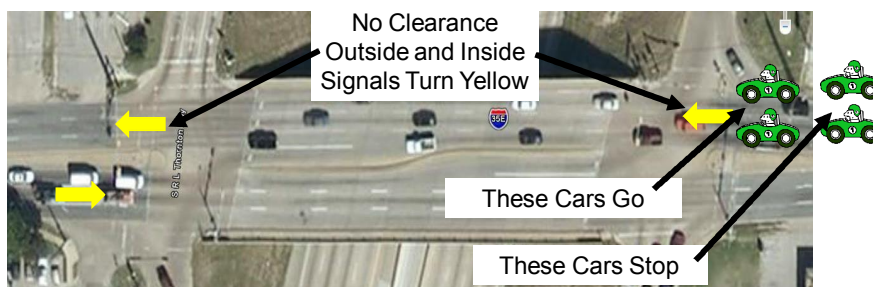 No Clearance
Outside and Inside
Signals Turn Yellow
35E
S R L Thornton
These Cars Go
These Cars Stop